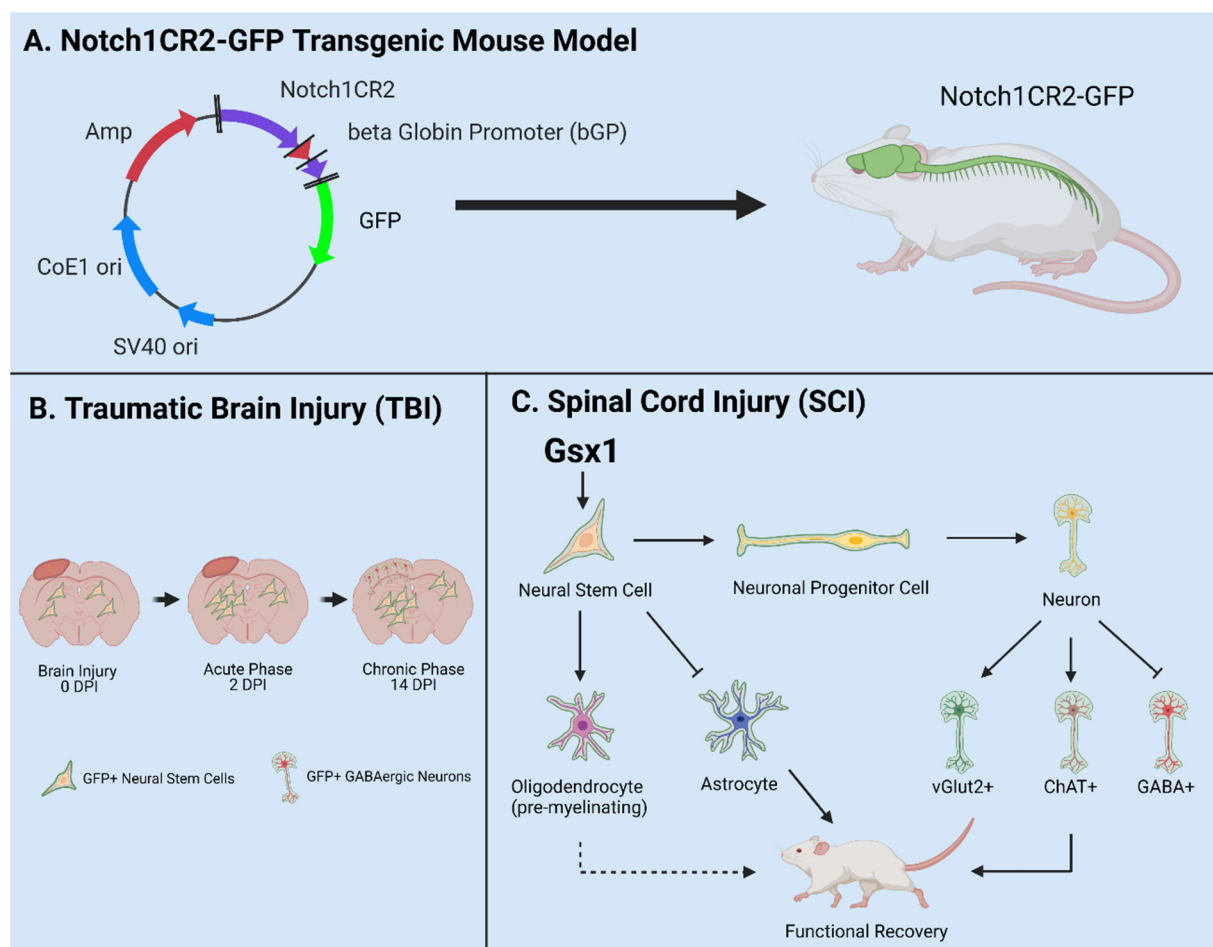 A. Notch1CR2-GFP Transgenic Mouse Model
Notch1CR2
Amp
beta Globin Promoter (bGP)
GFP
CoE1 ori
SV40 ori
Notch1CR2-GFP
B. Traumatic Brain Injury (TBI)
Brain Injury
0 DPI
Acute Phase
2 DPI
Chronic Phase
14 DPI
GFP+ Neural Stem Cells
GFP+ GABAergic Neurons
C. Spinal Cord Injury (SCI)
Gsx1
Neural Stem Cell
Neuronal Progenitor Cell
Neuron
Oligodendrocyte
(pre-myelinating)
Astrocyte
vGlut2+
ChAT+
GABA+
Functional Recovery